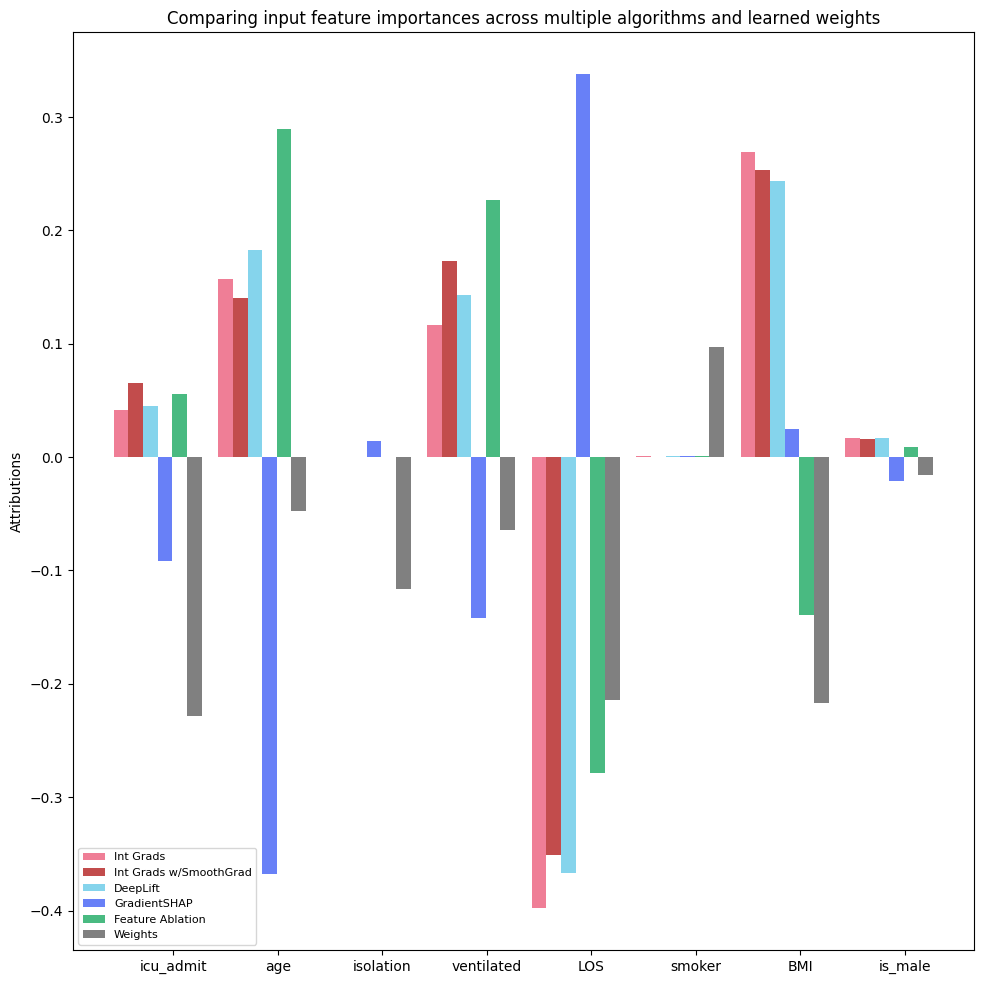 Comparing input feature importances across multiple algorithms and learned weights
0.3
0.2
0.1
0.0
−0.1
−0.2
−0.3
−0.4
Attributions
Int Grads
Int Grads w/SmoothGrad
DeepLift
GradientSHAP
Feature Ablation
Weights
icu_admit age isolation ventilated LOS smoker BMI is_male